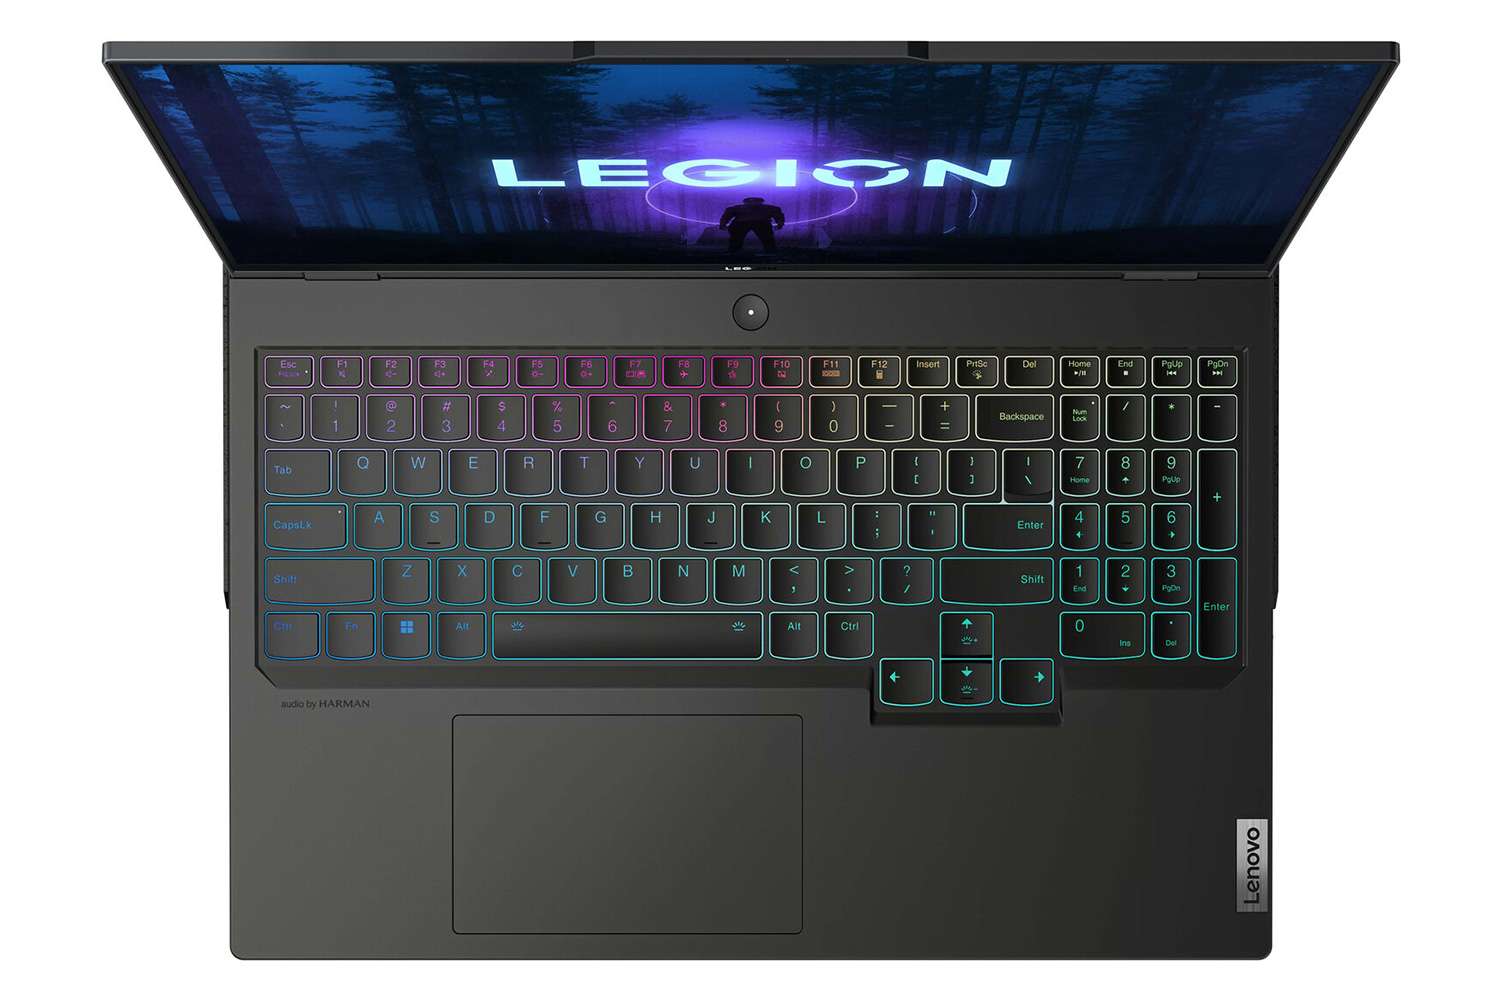 LEGION
LEGION
Esc F1 F2 F3 F4 F5 F6 F7 F8 F9 F10 F11 F12 Insert PrtSc Del Home End PgUp PgDn
FnLock
~ ! @ # $ % ^ & * ( ) — + Backspace Num Lock / * -
` 1 2 3 4 5 6 7 8 9 0 - =
Tab Q W E R T Y U I O P { } | 7 8 9 +
[ ] \ Home PgUp
CapsLk A S D F G H J K L : " Enter 4 5 6
; '
Shift Z X C V B N M < > ? Shift 1 2 3 Enter
, . / End PgDn
Ctrl Fn Alt Alt Ctrl 0 .
Ins Del
audio by HARMAN
Lenovo